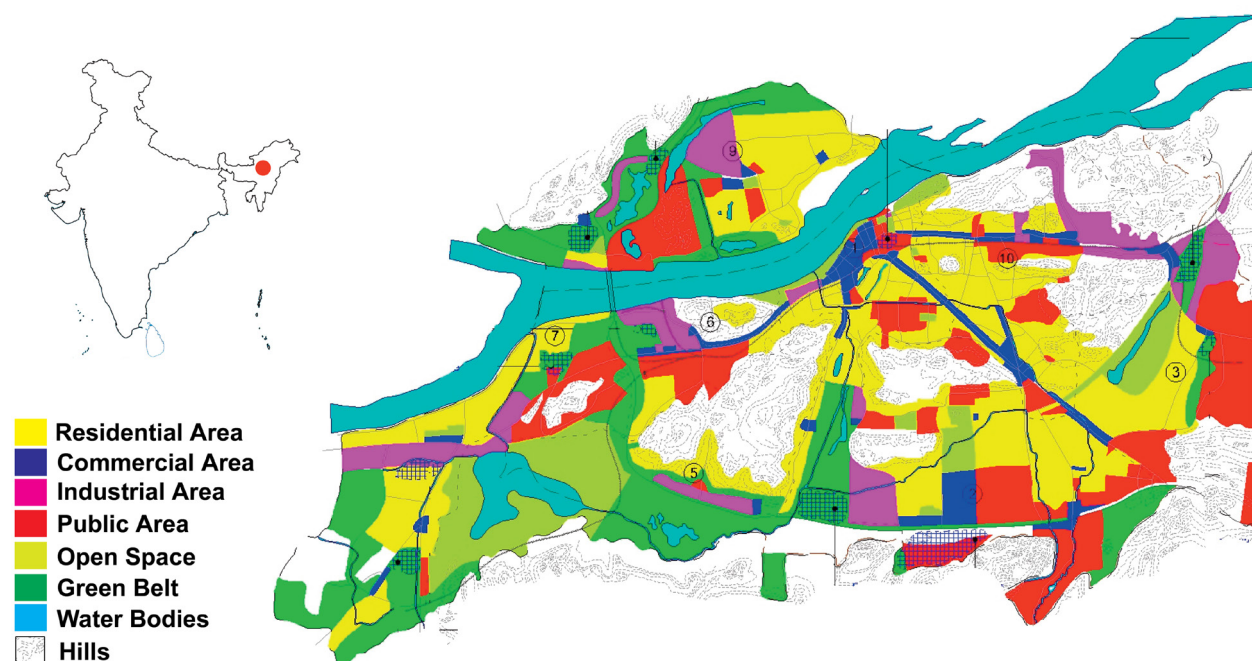 Residential Area
Commercial Area
Industrial Area
Public Area
Open Space
Green Belt
Water Bodies
Hills
9
10
6
7
3
5
2